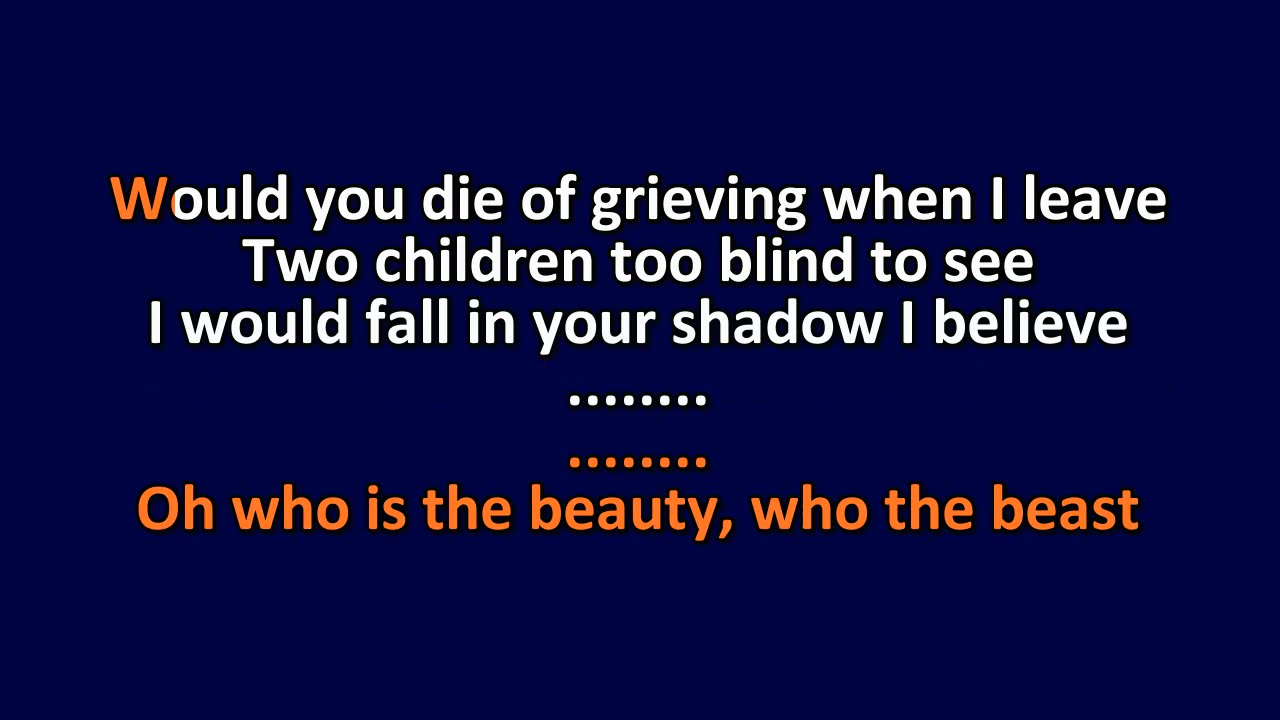 Would you die of grieving when I leave
Two children too blind to see
I would fall in your shadow I believe
........
........
Oh who is the beauty, who the beast